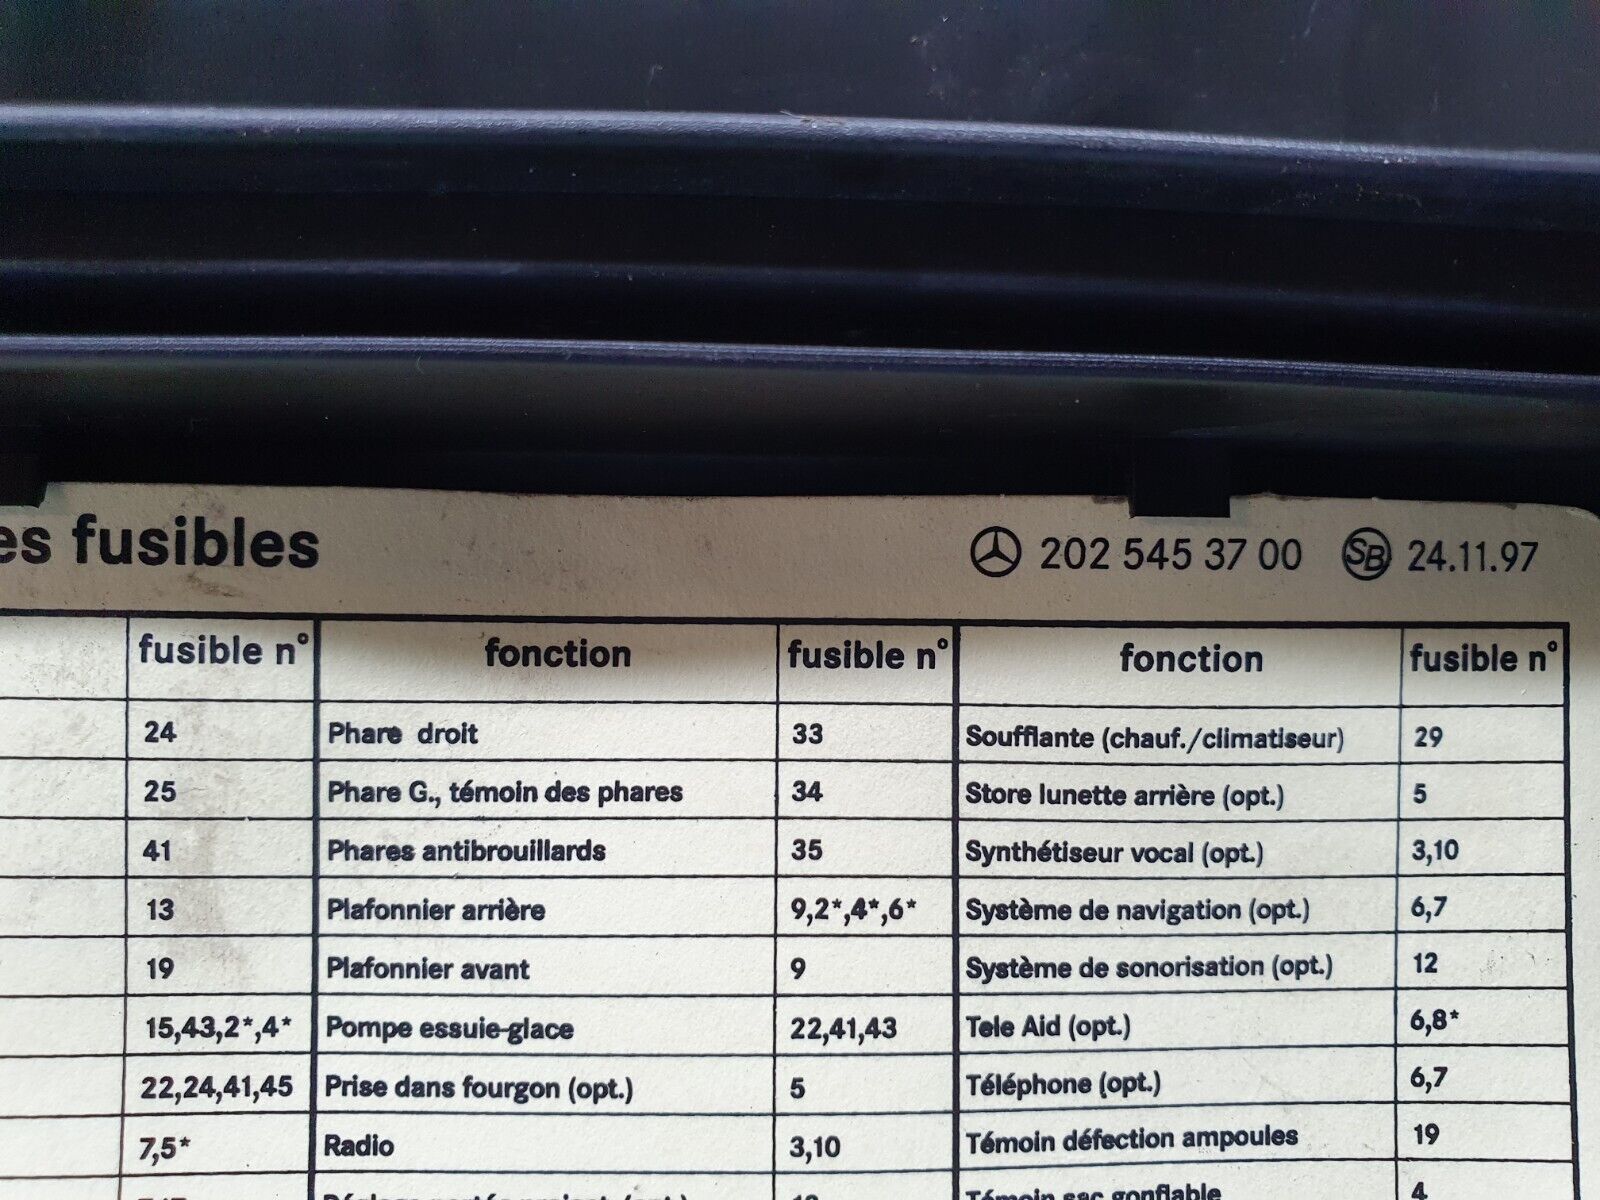 es fusibles 202 545 37 00 SB 24.11.97
fusible n° fonction fusible n° fonction fusible n°
24 Phare droit 33 Soufflante (chauf./climatiseur) 29
25 Phare G., témoin des phares 34 Store lunette arrière (opt.) 5
41 Phares antibrouillards 35 Synthétiseur vocal (opt.) 3,10
13 Plafonnier arrière 9,2*,4*,6* Système de navigation (opt.) 6,7
19 Plafonnier avant 9 Système de sonorisation (opt.) 12
15,43,2*,4* Pompe essuie-glace 22,41,43 Tele Aid (opt.) 6,8*
22,24,41,45 Prise dans fourgon (opt.) 5 Téléphone (opt.) 6,7
7,5* Radio 3,10 Témoin défection ampoules 19
Témoin sac gonflable 4